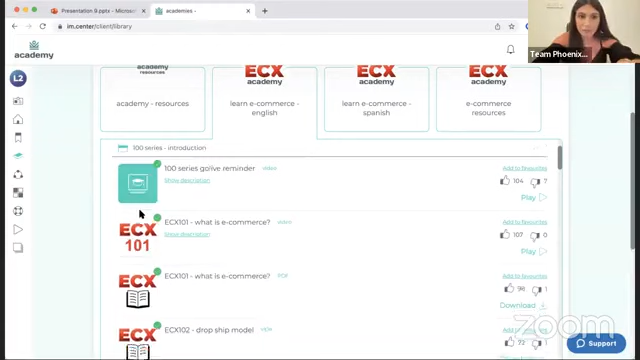 Presentation 9.pptx - Microsoft
academies -
im.center/client/library
academy
L2
Team Phoenix...
resources
ECX
academy
ECX
academy
ECX
academy
academy - resources
learn e-commerce - english
learn e-commerce - spanish
e-commerce resources
100 series - introduction
100 series go/ive reminder video
Show description
Add to favourites
104 7
Play
ECX 101
ECX101 - what is e-commerce? video
Show description
Add to favourites
107 0
Play
ECX
ECX101 - what is e-commerce? PDF
Add to favourites
98 1
Download
ECX
ECX102 - drop ship model
Add to favourites
72 1
zoom
Support